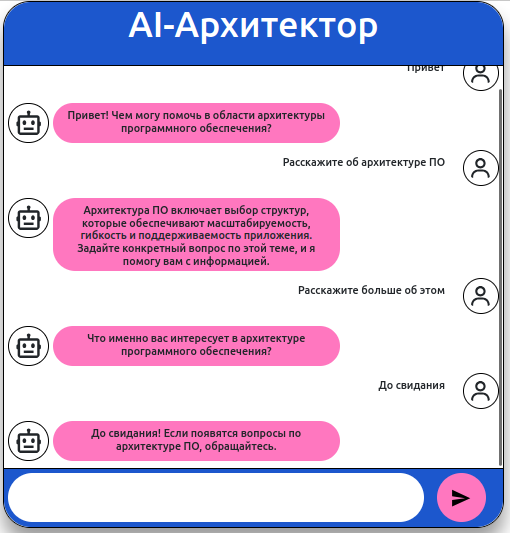 AI-Архитектор
Привет
Привет! Чем могу помочь в области архитектуры
программного обеспечения?
Расскажите об архитектуре ПО
Архитектура ПО включает выбор структур,
которые обеспечивают масштабируемость,
гибкость и поддерживаемость приложения.
Задайте конкретный вопрос по этой теме, и я
помогу вам с информацией.
Расскажите больше об этом
Что именно вас интересует в архитектуре
программного обеспечения?
До свидания
До свидания! Если появятся вопросы по
архитектуре ПО, обращайтесь.